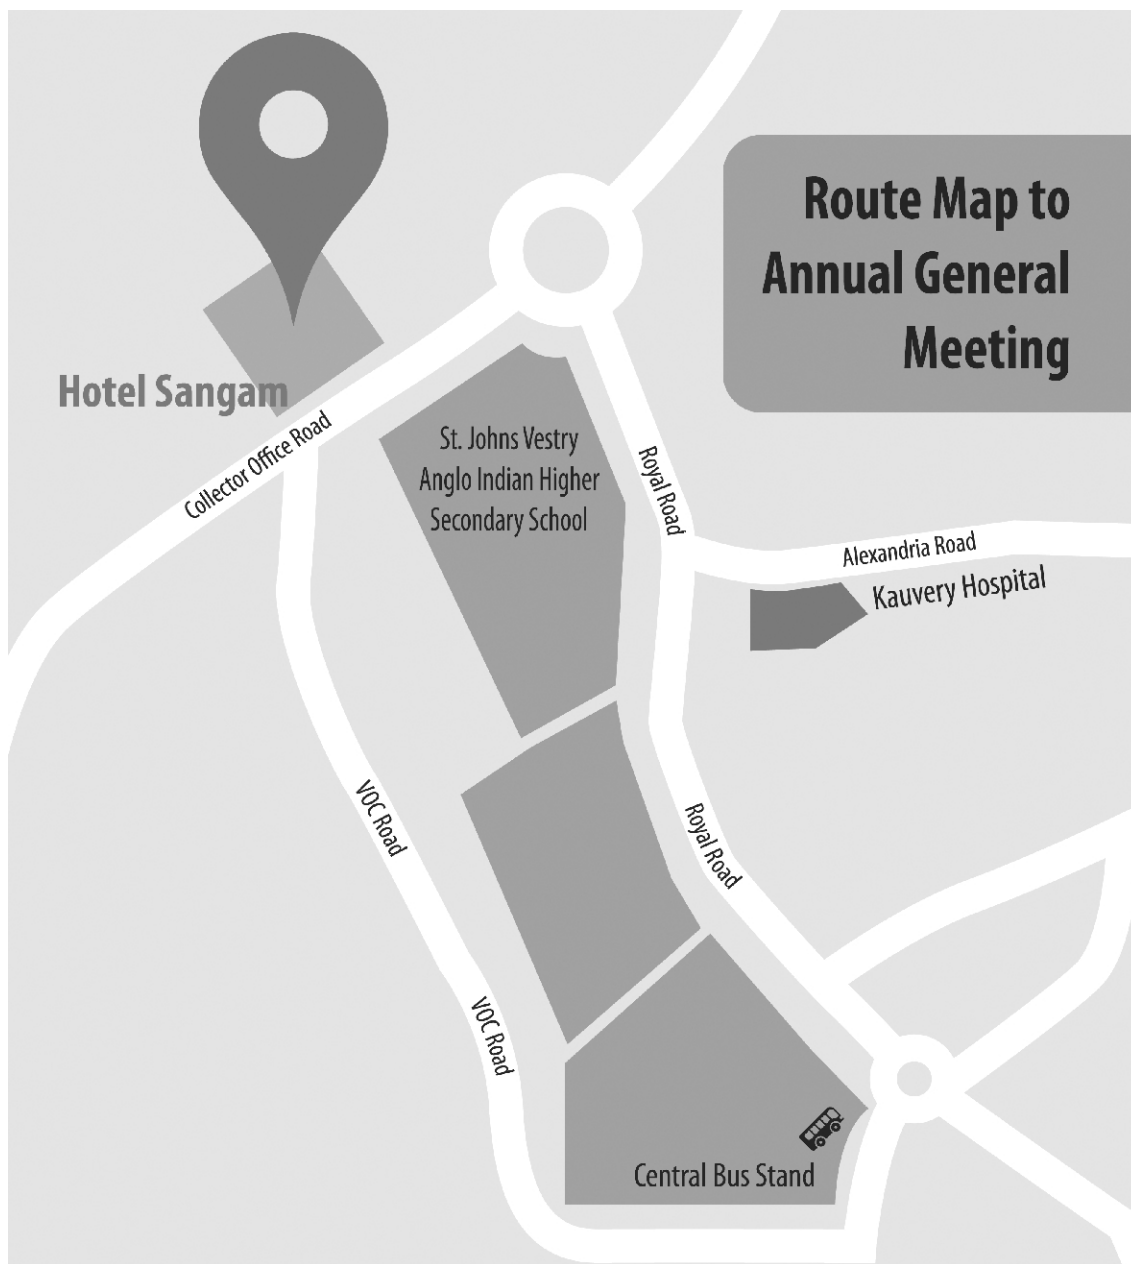 Route Map to
Annual General
Meeting
Hotel Sangam
Collector Office Road
St. Johns Vestry
Anglo Indian Higher
Secondary School
Royal Road
Alexandria Road
Kauvery Hospital
VOC Road
Royal Road
VOC Road
Central Bus Stand